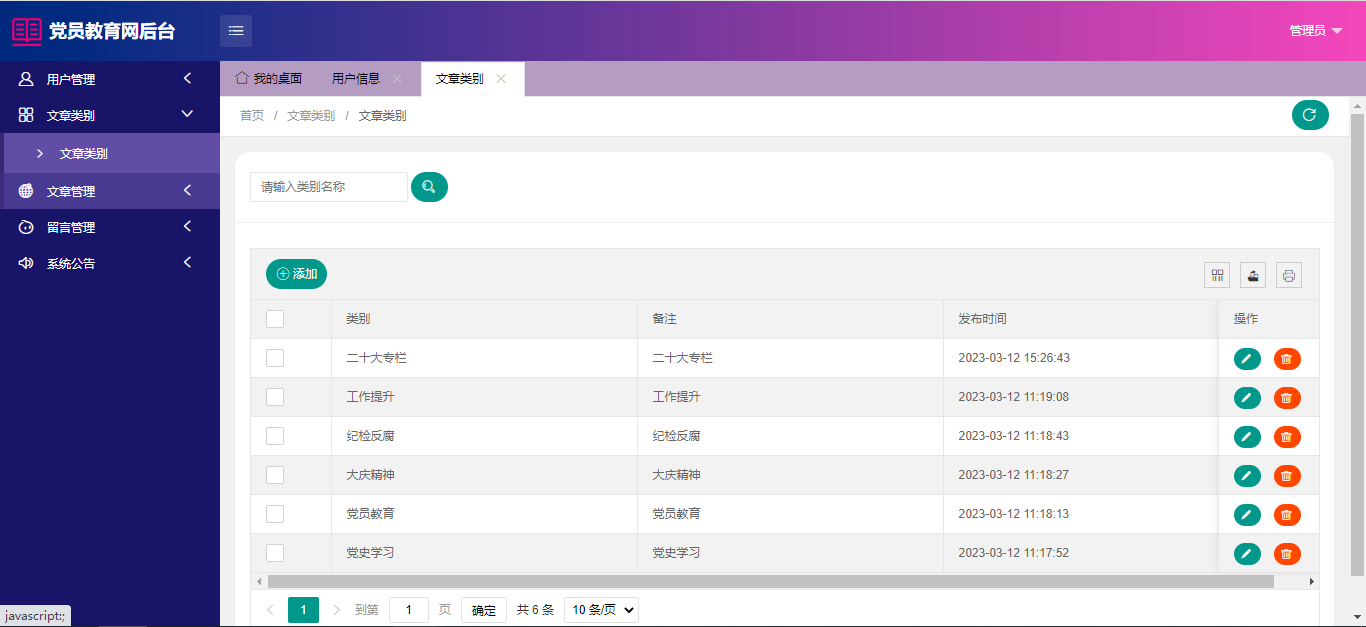 党员教育网后台
管理员
用户管理
文章类别
文章类别
文章管理
留言管理
系统公告
我的桌面 用户信息 文章类别
首页 / 文章类别 / 文章类别
请输入类别名称
添加
类别 备注 发布时间 操作
二十大专栏 二十大专栏 2023-03-12 15:26:43
工作提升 工作提升 2023-03-12 11:19:08
纪检反腐 纪检反腐 2023-03-12 11:18:43
大庆精神 大庆精神 2023-03-12 11:18:27
党员教育 党员教育 2023-03-12 11:18:13
党史学习 党史学习 2023-03-12 11:17:52
1 到第 1 页 确定 共 6 条 10 条/页
javascript:;